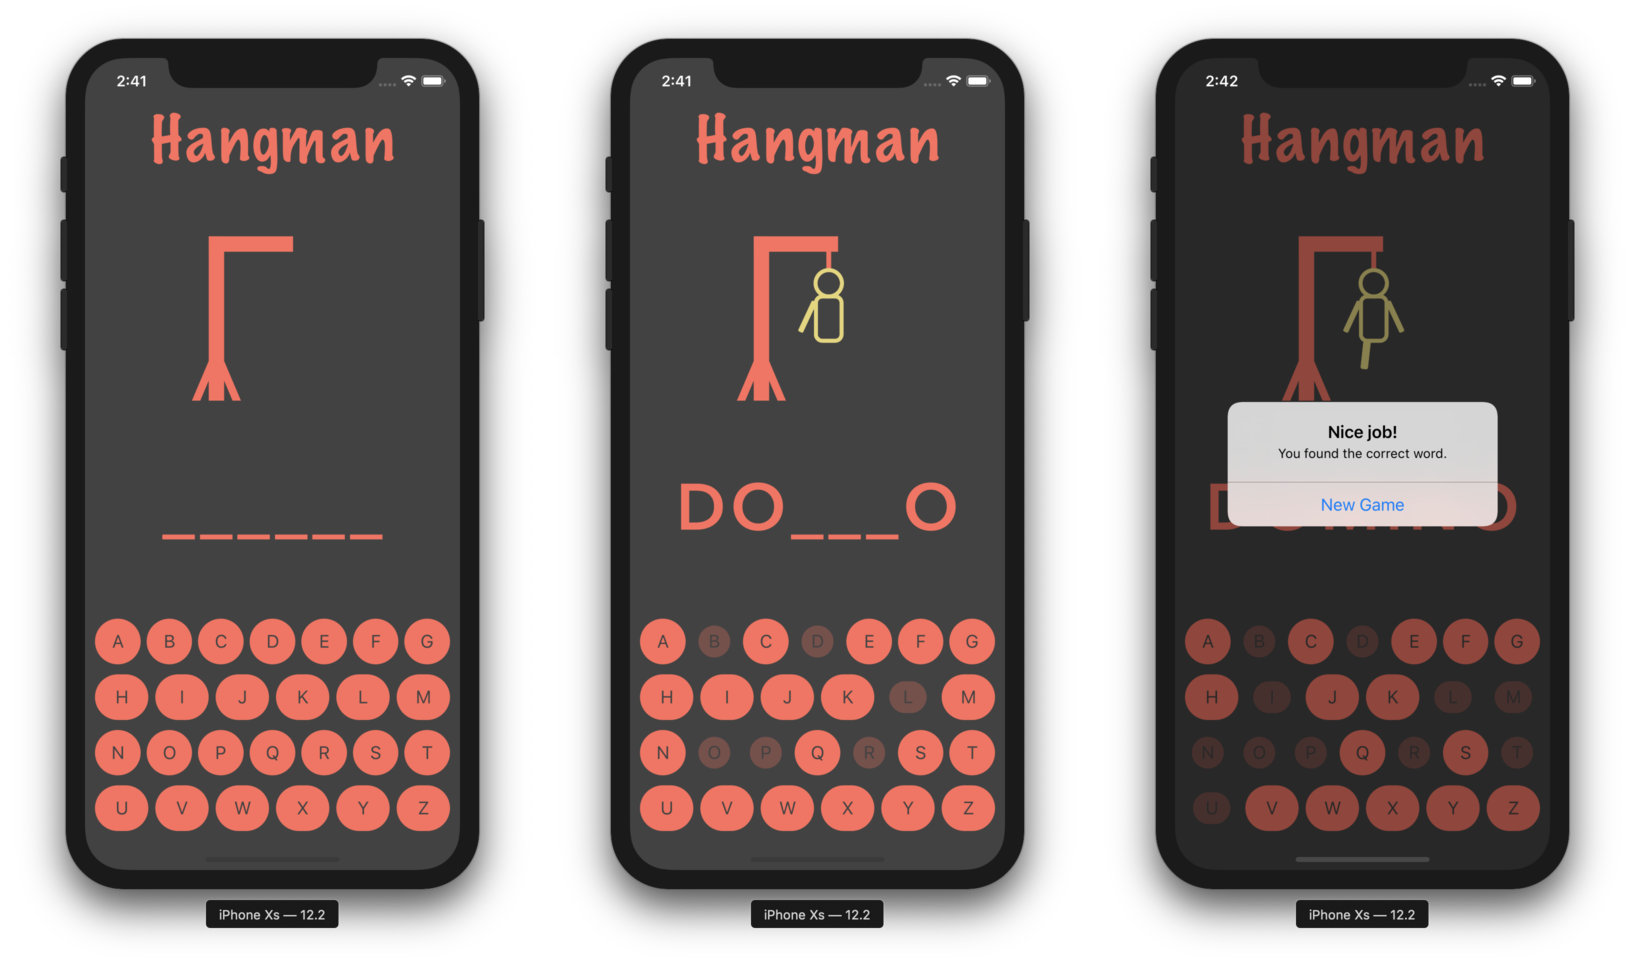 2:41
Hangman
______
A B C D E F G
H I J K L M
N O P Q R S T
U V W X Y Z
iPhone Xs — 12.2
2:41
Hangman
DO___O
A B C D E F G
H I J K L M
N O P Q R S T
U V W X Y Z
iPhone Xs — 12.2
2:42
Hangman
Nice job!
You found the correct word.
New Game
DOMINO
A B C D E F G
H I J K L M
N O P Q R S T
U V W X Y Z
iPhone Xs — 12.2